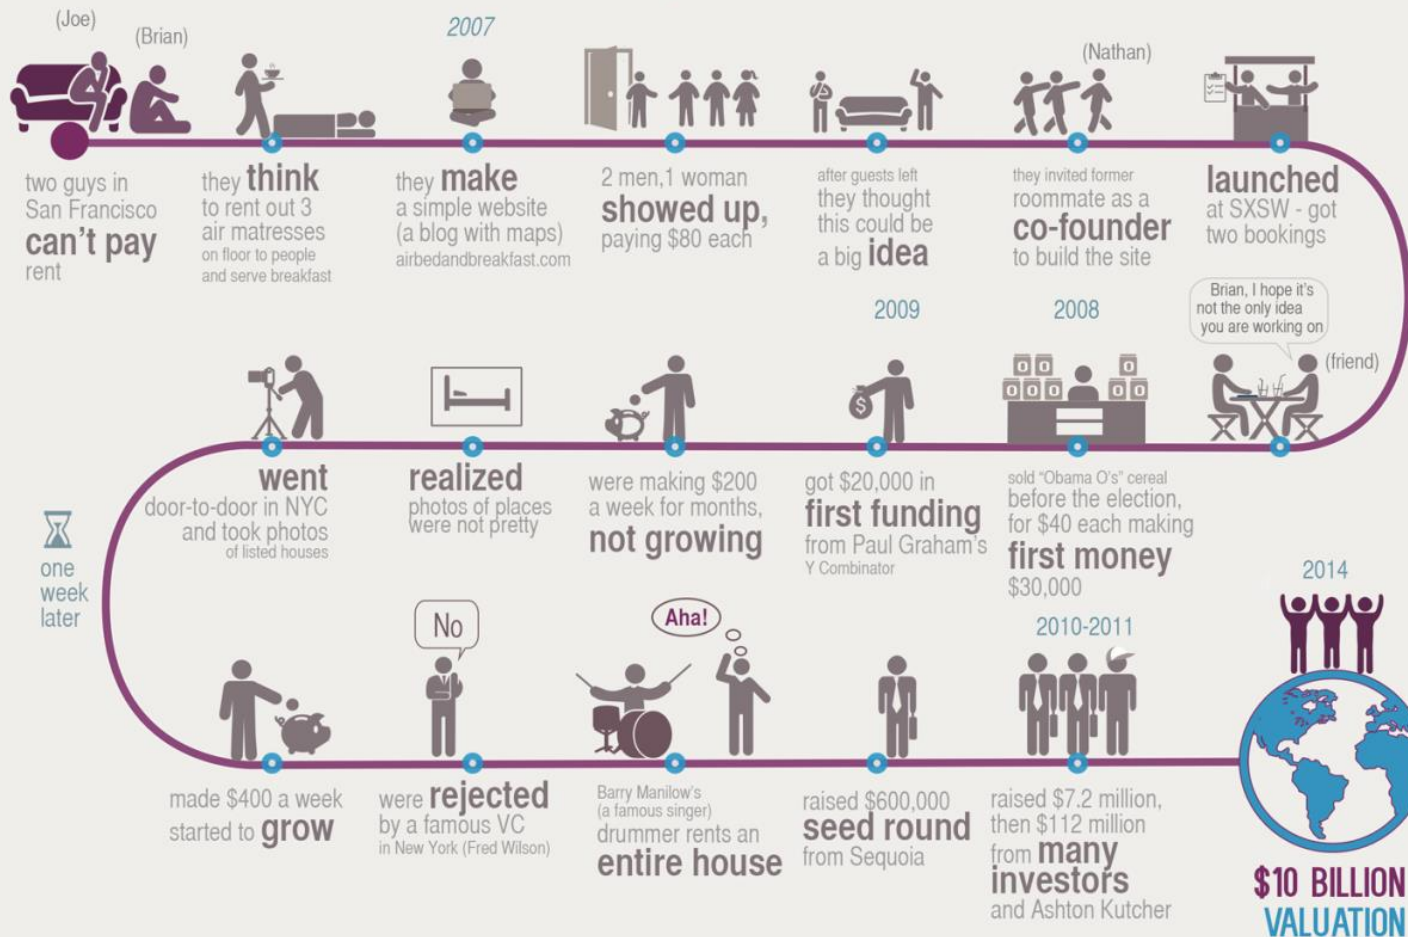 (Joe)
(Brian)
two guys in
San Francisco
can't pay
rent
they think
to rent out 3
air matresses
on floor to people
and serve breakfast
2007
they make
a simple website
(a blog with maps)
airbedandbreakfast.com
2 men,1 woman
showed up,
paying $80 each
after guests left
they thought
this could be
a big idea
(Nathan)
they invited former
roommate as a
co-founder
to build the site
launched
at SXSW - got
two bookings
Brian, I hope it's
not the only idea
you are working on
(friend)
2008
0 0 0
0 0 0 0 0
sold "Obama O's" cereal
before the election,
for $40 each making
first money
$30,000
2009
$
got $20,000 in
first funding
from Paul Graham's
Y Combinator
were making $200
a week for months,
not growing
realized
photos of places
were not pretty
went
door-to-door in NYC
and took photos
of listed houses
one
week
later
made $400 a week
started to grow
No
were rejected
by a famous VC
in New York (Fred Wilson)
Aha!
Barry Manilow's
(a famous singer)
drummer rents an
entire house
raised $600,000
seed round
from Sequoia
2010-2011
raised $7.2 million,
then $112 million
from many
investors
and Ashton Kutcher
2014
$10 BILLION
VALUATION